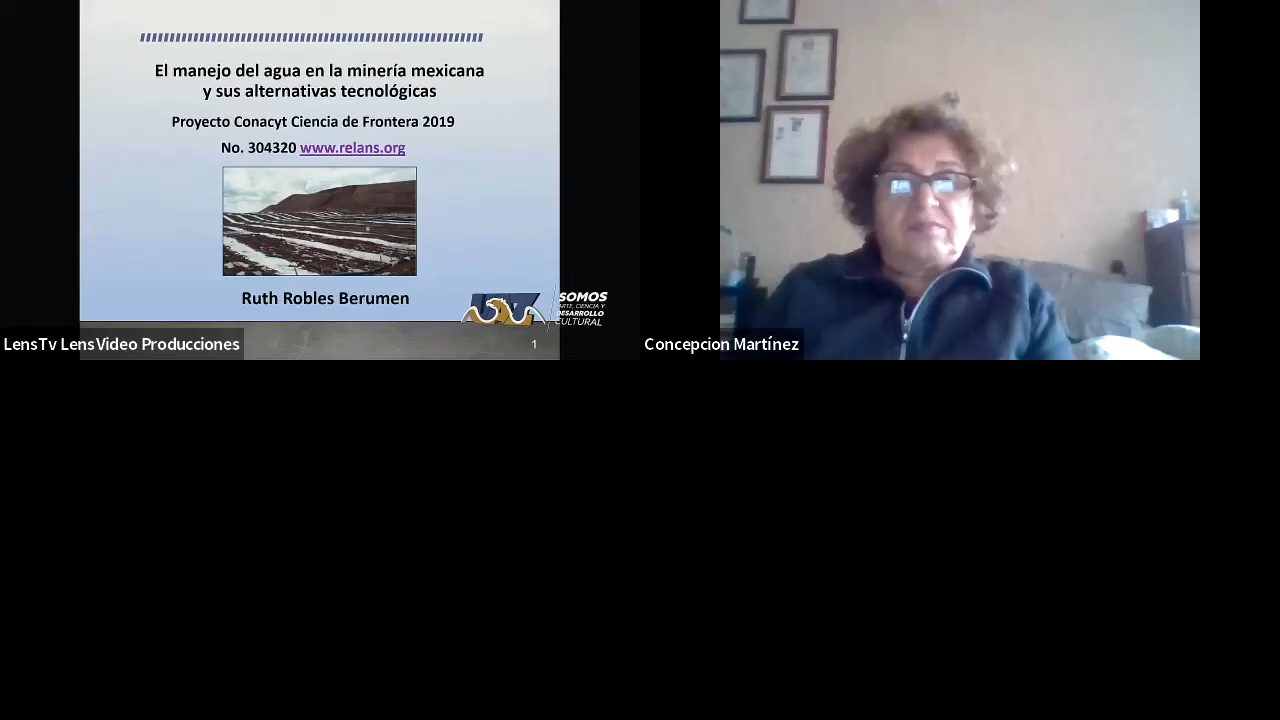 El manejo del agua en la minería mexicana
y sus alternativas tecnológicas
Proyecto Conacyt Ciencia de Frontera 2019
No. 304320 www.relans.org
Ruth Robles Berumen
SOMOS
ARTE, CIENCIA Y
DESARROLLO
CULTURAL
1
LensTv LensVideo Producciones
Concepcion Martínez